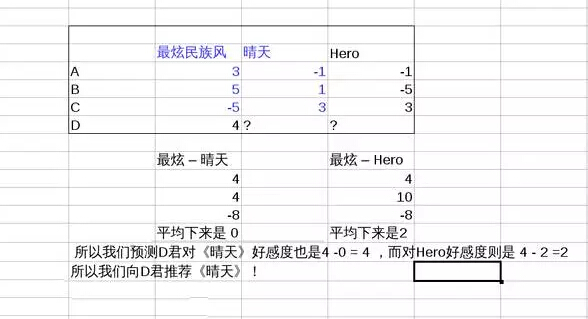 最炫民族风 晴天 Hero
A 3 -1 -1
B 5 1 -5
C -5 3 3
D 4 ? ?
最炫 – 晴天 最炫 – Hero
4 4
4 10
-8 -8
平均下来是 0 平均下来是2
所以我们预测D君对《晴天》好感度也是4 -0 = 4 ，而对Hero好感度则是 4 - 2 =2
所以我们向D君推荐《晴天》！